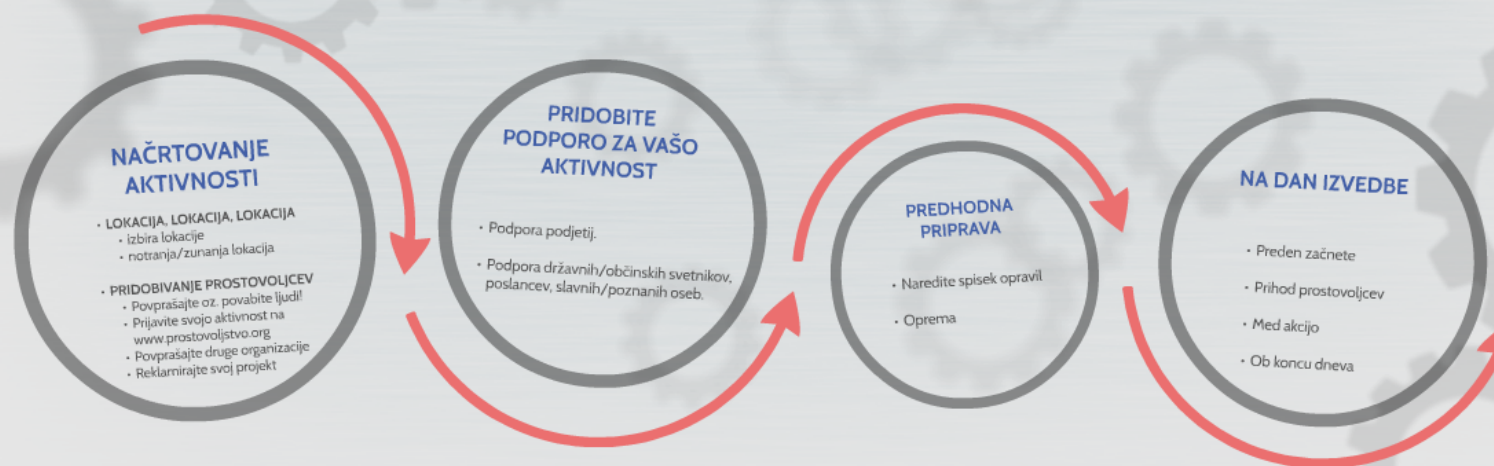 NAČRTOVANJE
AKTIVNOSTI
• LOKACIJA, LOKACIJA, LOKACIJA
• izbira lokacije
• notranja/zunanja lokacija
• PRIDOBIVANJE PROSTOVOLJCEV
• Povprašajte oz. povabite ljudi!
• Prijavite svojo aktivnost na
www.prostovoljstvo.org
• Povprašajte druge organizacije
• Reklamirajte svoj projekt
PRIDOBITE
PODPORO ZA VAŠO
AKTIVNOST
• Podpora podjetij.
• Podpora državnih/občinskih svetnikov,
poslancev, slavnih/poznanih oseb.
PREDHODNA
PRIPRAVA
• Naredite spisek opravil
• Oprema
NA DAN IZVEDBE
• Preden začnete
• Prihod prostovoljcev
• Med akcijo
• Ob koncu dneva